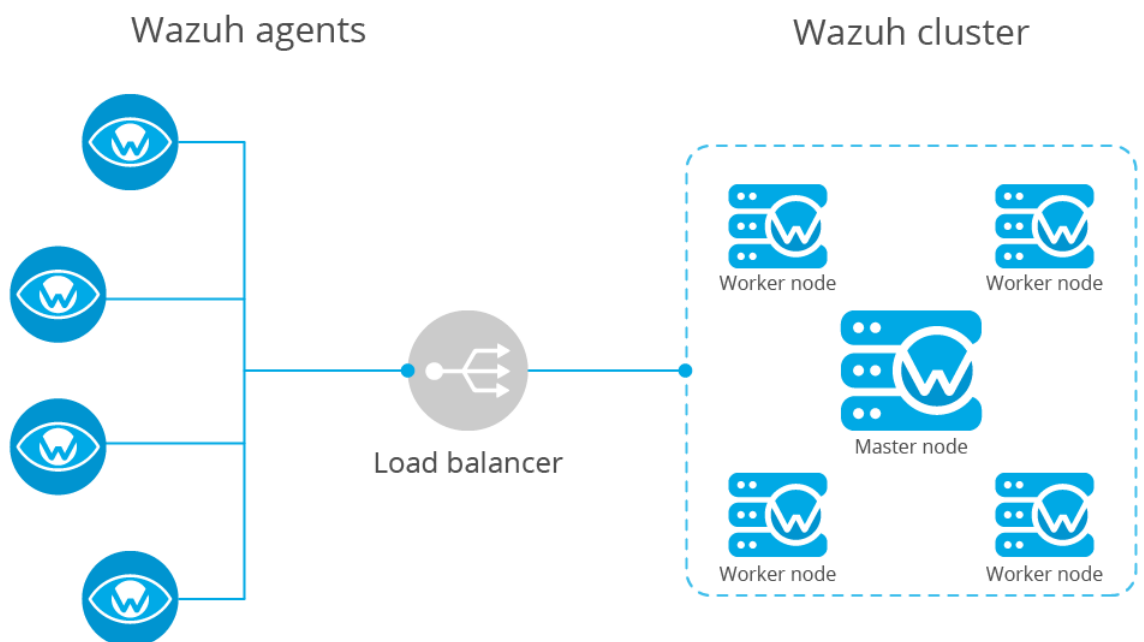 Wazuh agents
Wazuh cluster
Load balancer
Worker node
Worker node
Master node
Worker node
Worker node